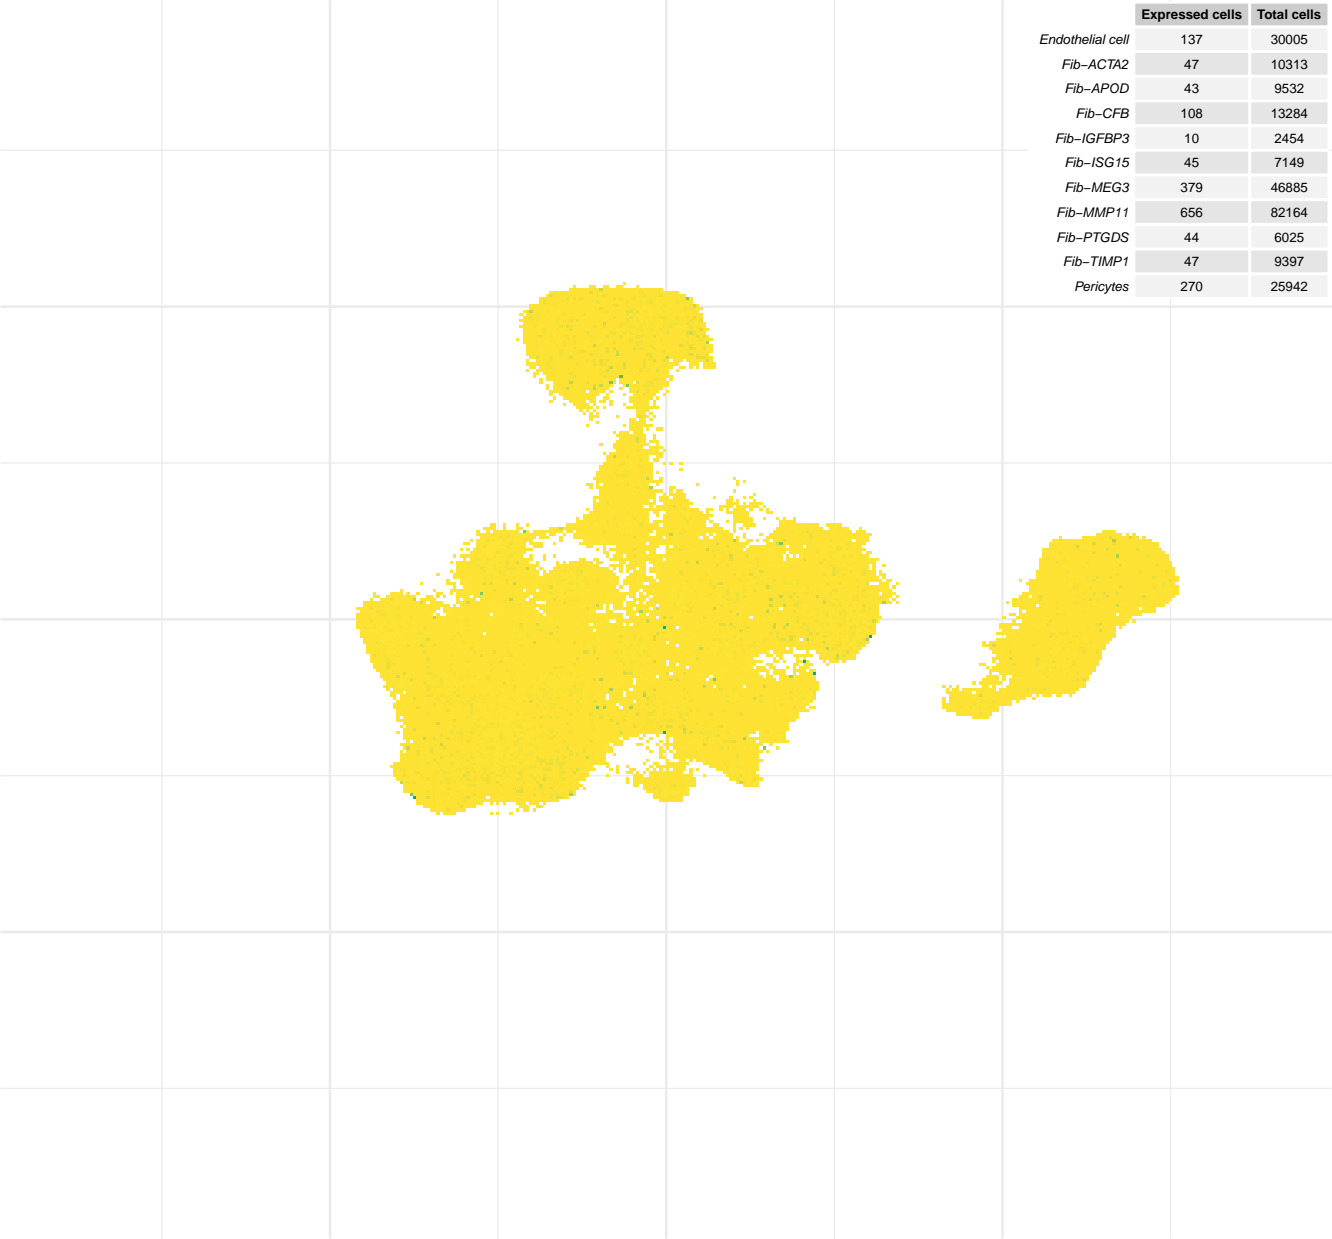 Expressed cells Total cells
Endothelial cell 137 30005
Fib−ACTA2 47 10313
Fib−APOD 43 9532
Fib−CFB 108 13284
Fib−IGFBP3 10 2454
Fib−ISG15 45 7149
Fib−MEG3 379 46885
Fib−MMP11 656 82164
Fib−PTGDS 44 6025
Fib−TIMP1 47 9397
Pericytes 270 25942